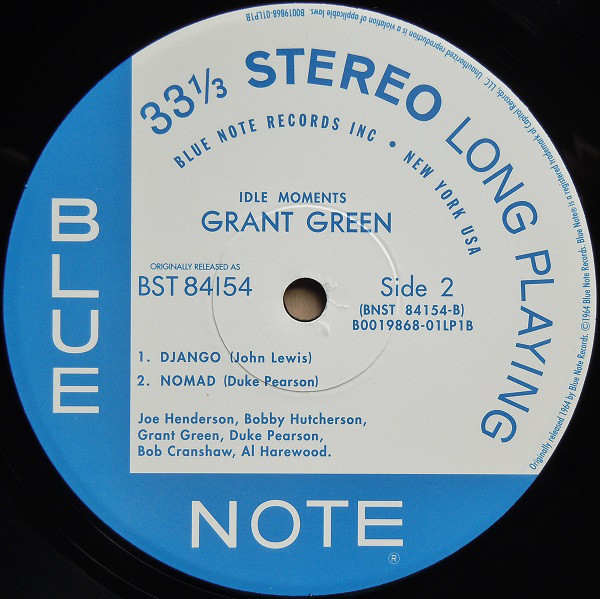 33⅓ STEREO LONG PLAYING
BLUE NOTE RECORDS INC • NEW YORK USA
IDLE MOMENTS
GRANT GREEN
ORIGINALLY RELEASED AS
BST 84154
Side 2
(BNST 84154-B)
B0019868-01LP1B
1. DJANGO (John Lewis)
2. NOMAD (Duke Pearson)
Joe Henderson, Bobby Hutcherson,
Grant Green, Duke Pearson,
Bob Cranshaw, Al Harewood.
BLUE
NOTE®
Originally released 1964 by Blue Note Records. ©1964 Blue Note Records. Blue Note® is a registered trademark of Capitol Records, LLC. Unauthorized reproduction is a violation of applicable laws. B0019868-01LP1B